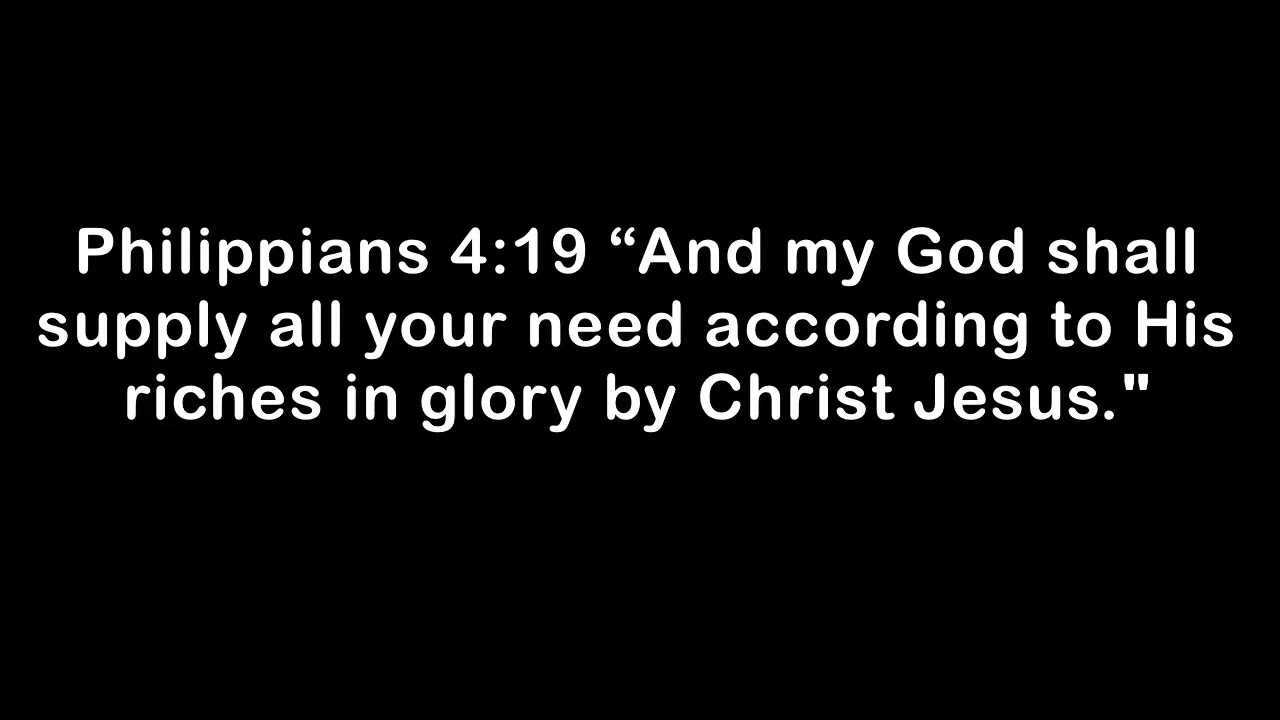 Philippians 4:19 “And my God shall
supply all your need according to His
riches in glory by Christ Jesus."